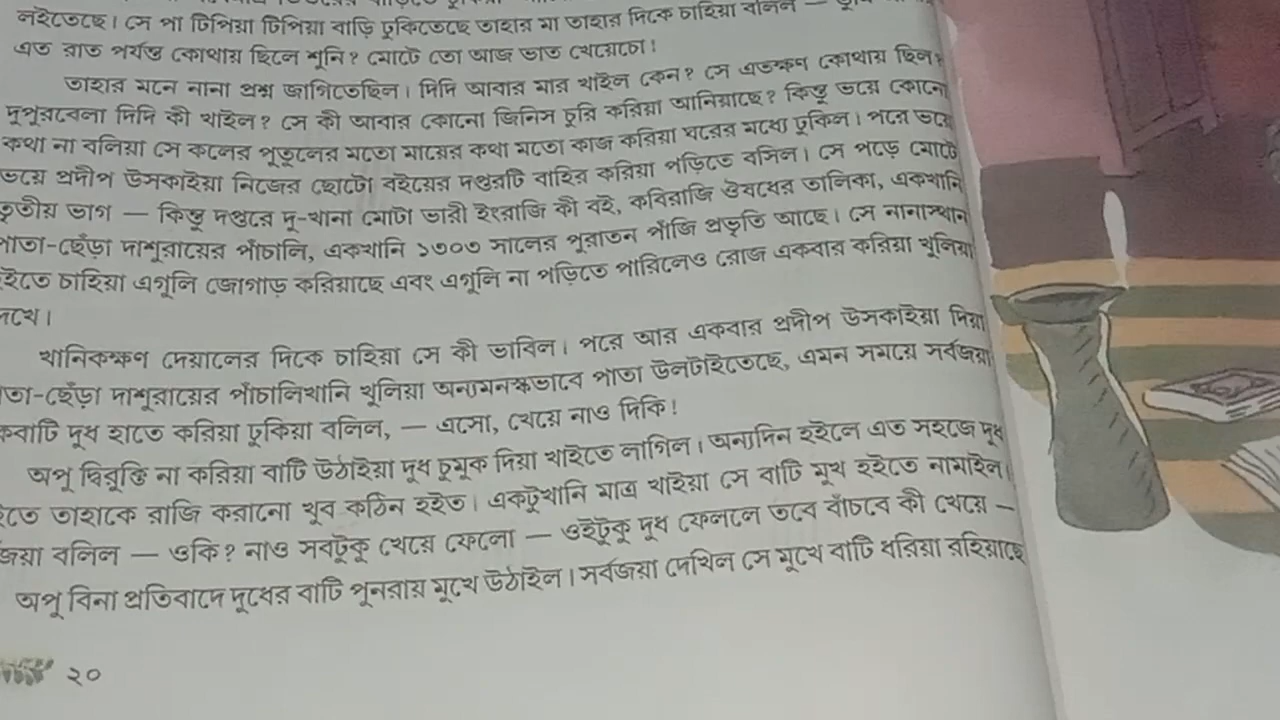 লইতেছে। সে পা টিপিয়া টিপিয়া বাড়ি ঢুকিতেছে তাহার মা তাহার দিকে চাহিয়া বলিল —
এত রাত পর্যন্ত কোথায় ছিলে শুনি? মোটে তো আজ ভাত খেয়েচো!
তাহার মনে নানা প্রশ্ন জাগিতেছিল। দিদি আবার মার খাইল কেন? সে এতক্ষণ কোথায় ছিল?
দুপুরবেলা দিদি কী খাইল? সে কী আবার কোনো জিনিস চুরি করিয়া আনিয়াছে? কিন্তু ভয়ে কোনো
কথা না বলিয়া সে কলের পুতুলের মতো মায়ের কথা মতো কাজ করিয়া ঘরের মধ্যে ঢুকিল। পরে ভয়ে
ভয়ে প্রদীপ উসকাইয়া নিজের ছোটো বইয়ের দপ্তরটি বাহির করিয়া পড়িতে বসিল। সে পড়ে মোটে
তৃতীয় ভাগ — কিন্তু দপ্তরে দু-খানা মোটা ভারী ইংরাজি কী বই, কবিরাজি ঔষধের তালিকা, একখানি
পাতা-ছেঁড়া দাশুরায়ের পাঁচালি, একখানি ১৩০৩ সালের পুরাতন পাঁজি প্রভৃতি আছে। সে নানাস্থান
হইতে চাহিয়া এগুলি জোগাড় করিয়াছে এবং এগুলি না পড়িতে পারিলেও রোজ একবার করিয়া খুলিয়া
দেখে।
খানিকক্ষণ দেয়ালের দিকে চাহিয়া সে কী ভাবিল। পরে আর একবার প্রদীপ উসকাইয়া দিয়া
পাতা-ছেঁড়া দাশুরায়ের পাঁচালিখানি খুলিয়া অন্যমনস্কভাবে পাতা উলটাইতেছে, এমন সময়ে সর্বজয়া
একবাটি দুধ হাতে করিয়া ঢুকিয়া বলিল, — এসো, খেয়ে নাও দিকি!
অপু দ্বিরুক্তি না করিয়া বাটি উঠাইয়া দুধ চুমুক দিয়া খাইতে লাগিল। অন্যদিন হইলে এত সহজে দুধ
খাইতে তাহাকে রাজি করানো খুব কঠিন হইত। একটুখানি মাত্র খাইয়া সে বাটি মুখ হইতে নামাইল।
সর্বজয়া বলিল — ওকি? নাও সবটুকু খেয়ে ফেলো — ওইটুকু দুধ ফেললে তবে বাঁচবে কী খেয়ে —
অপু বিনা প্রতিবাদে দুধের বাটি পুনরায় মুখে উঠাইল। সর্বজয়া দেখিল সে মুখে বাটি ধরিয়া রহিয়াছে
২০